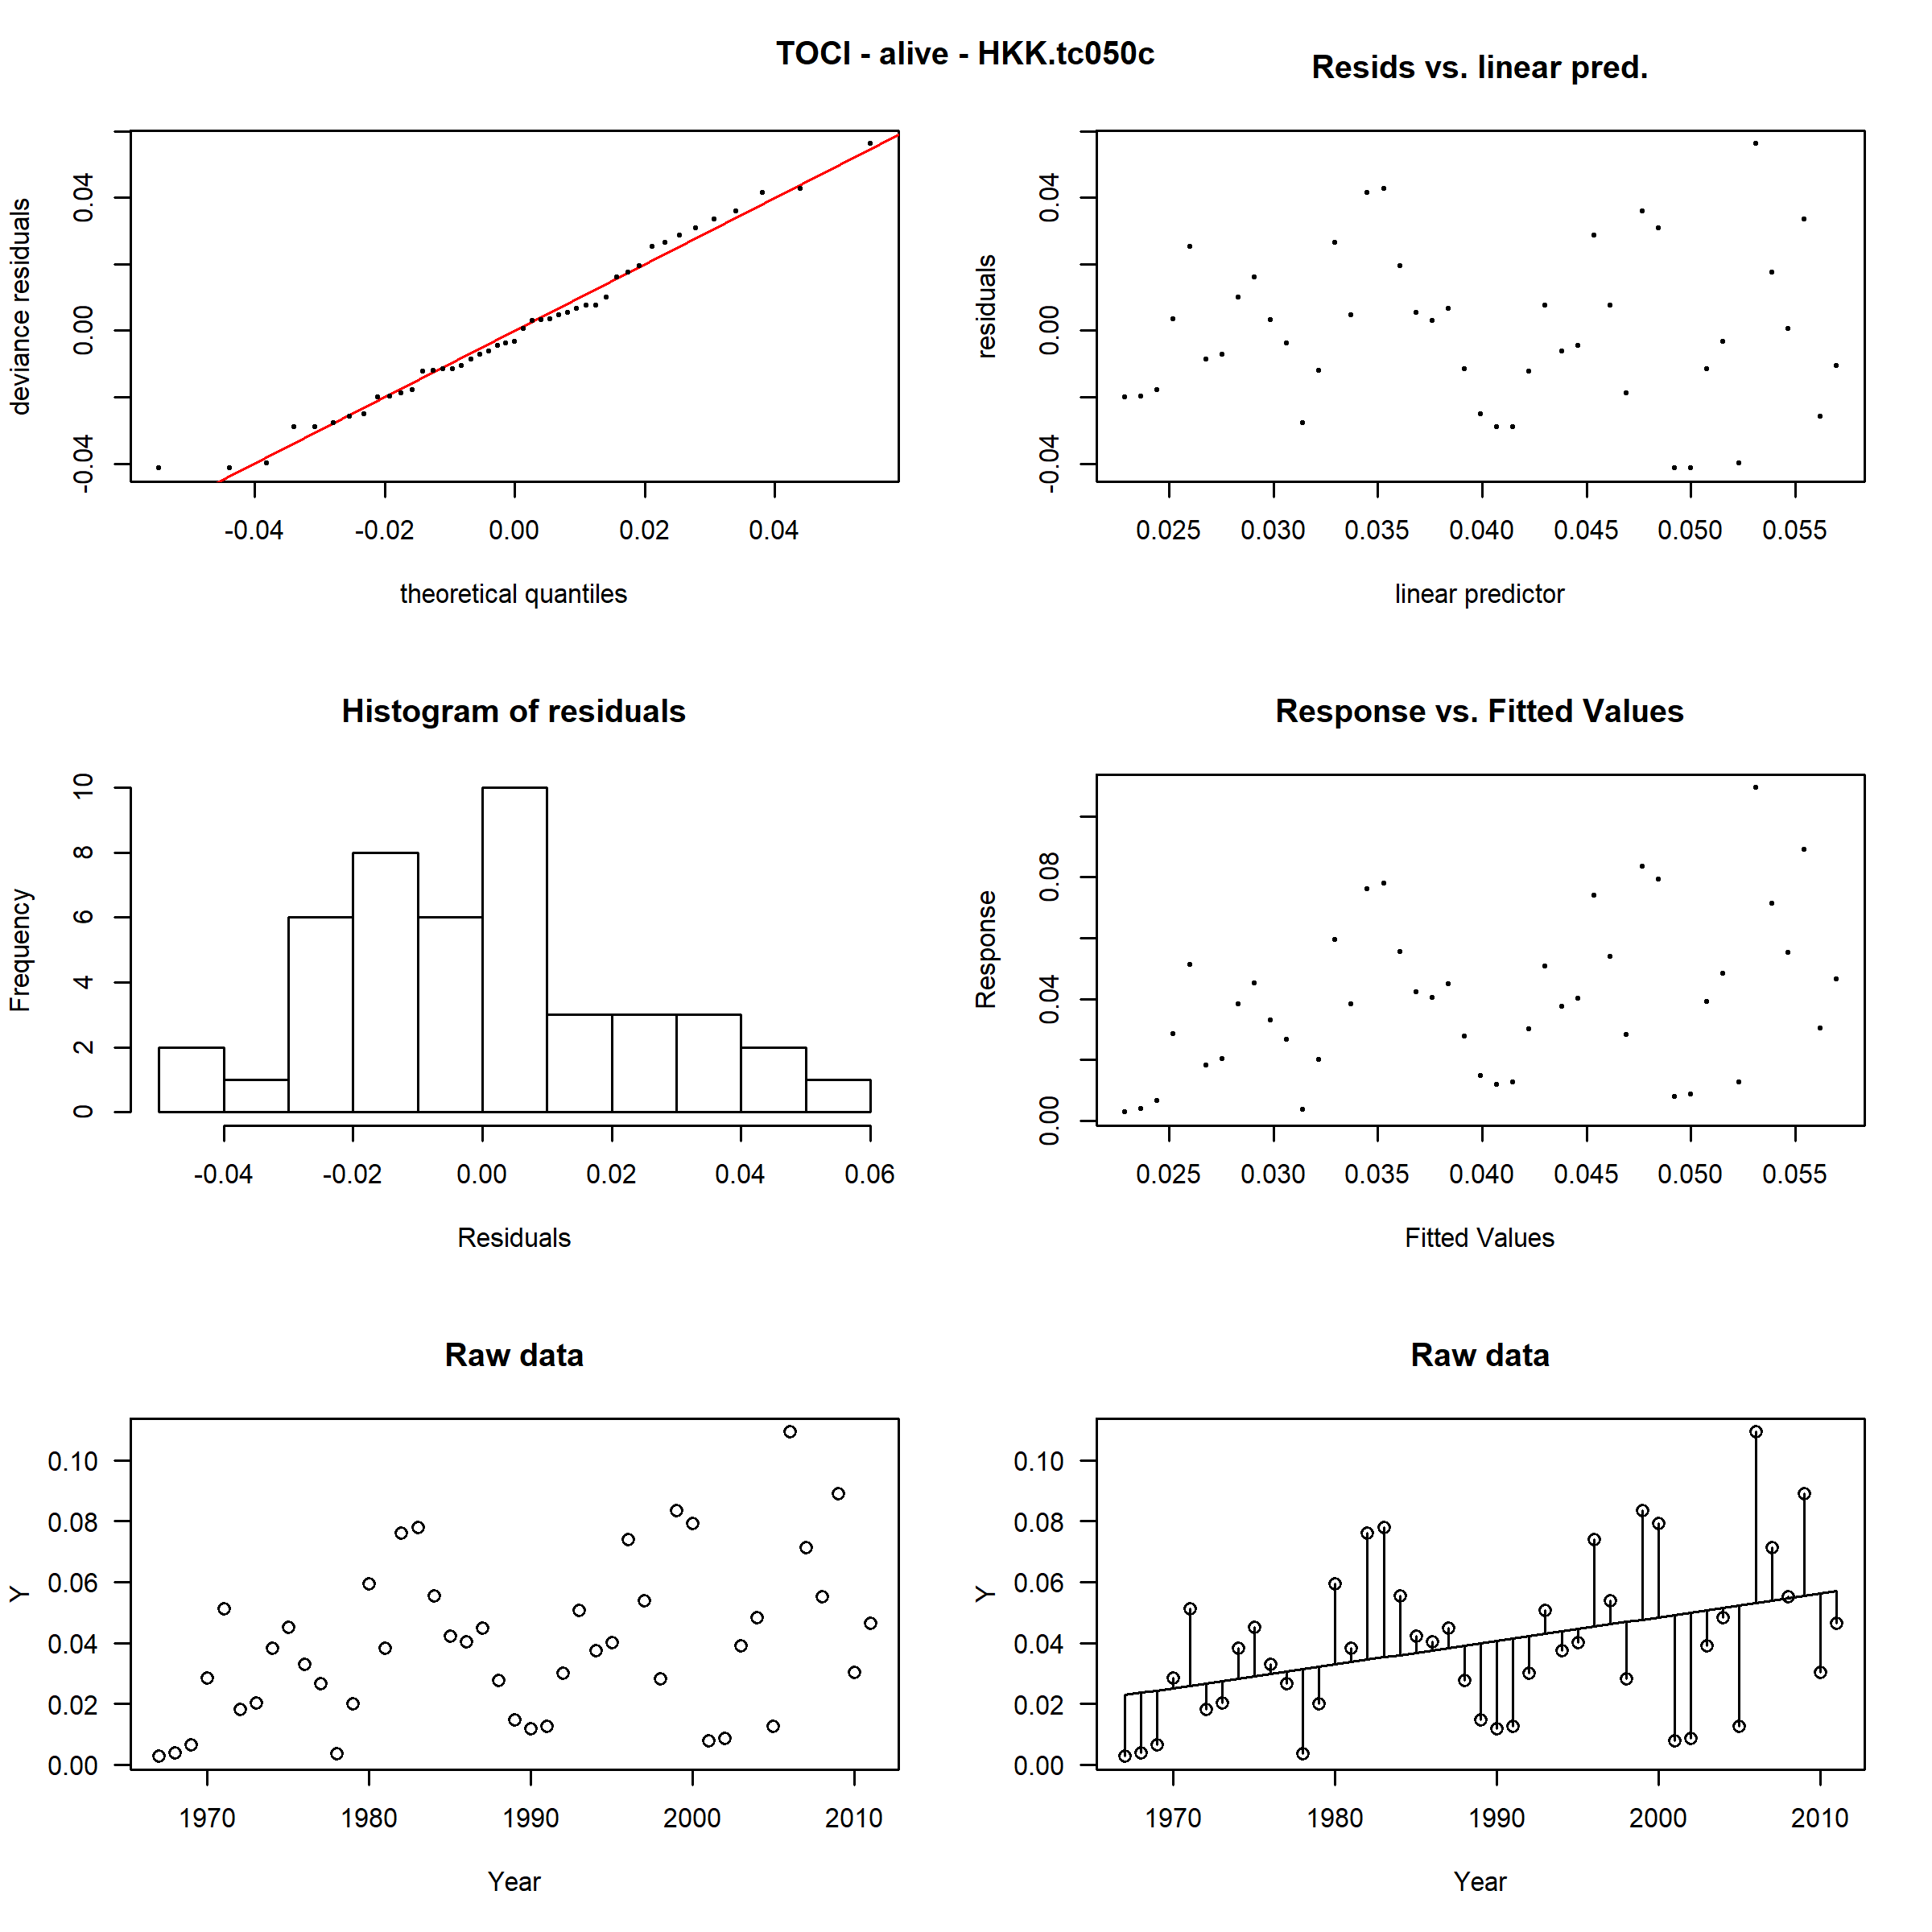 TOCI - alive - HKK.tc050c
Resids vs. linear pred.
deviance residuals
-0.04 0.00 0.04
-0.04 -0.02 0.00 0.02 0.04
theoretical quantiles
residuals
-0.04 0.00 0.04
0.025 0.030 0.035 0.040 0.045 0.050 0.055
linear predictor
Histogram of residuals
Frequency
0 2 4 6 8 10
-0.04 -0.02 0.00 0.02 0.04 0.06
Residuals
Response vs. Fitted Values
Response
0.00 0.04 0.08
0.025 0.030 0.035 0.040 0.045 0.050 0.055
Fitted Values
Raw data
Y
0.10
0.08
0.06
0.04
0.02
0.00
1970 1980 1990 2000 2010
Year
Raw data
Y
0.10
0.08
0.06
0.04
0.02
0.00
1970 1980 1990 2000 2010
Year